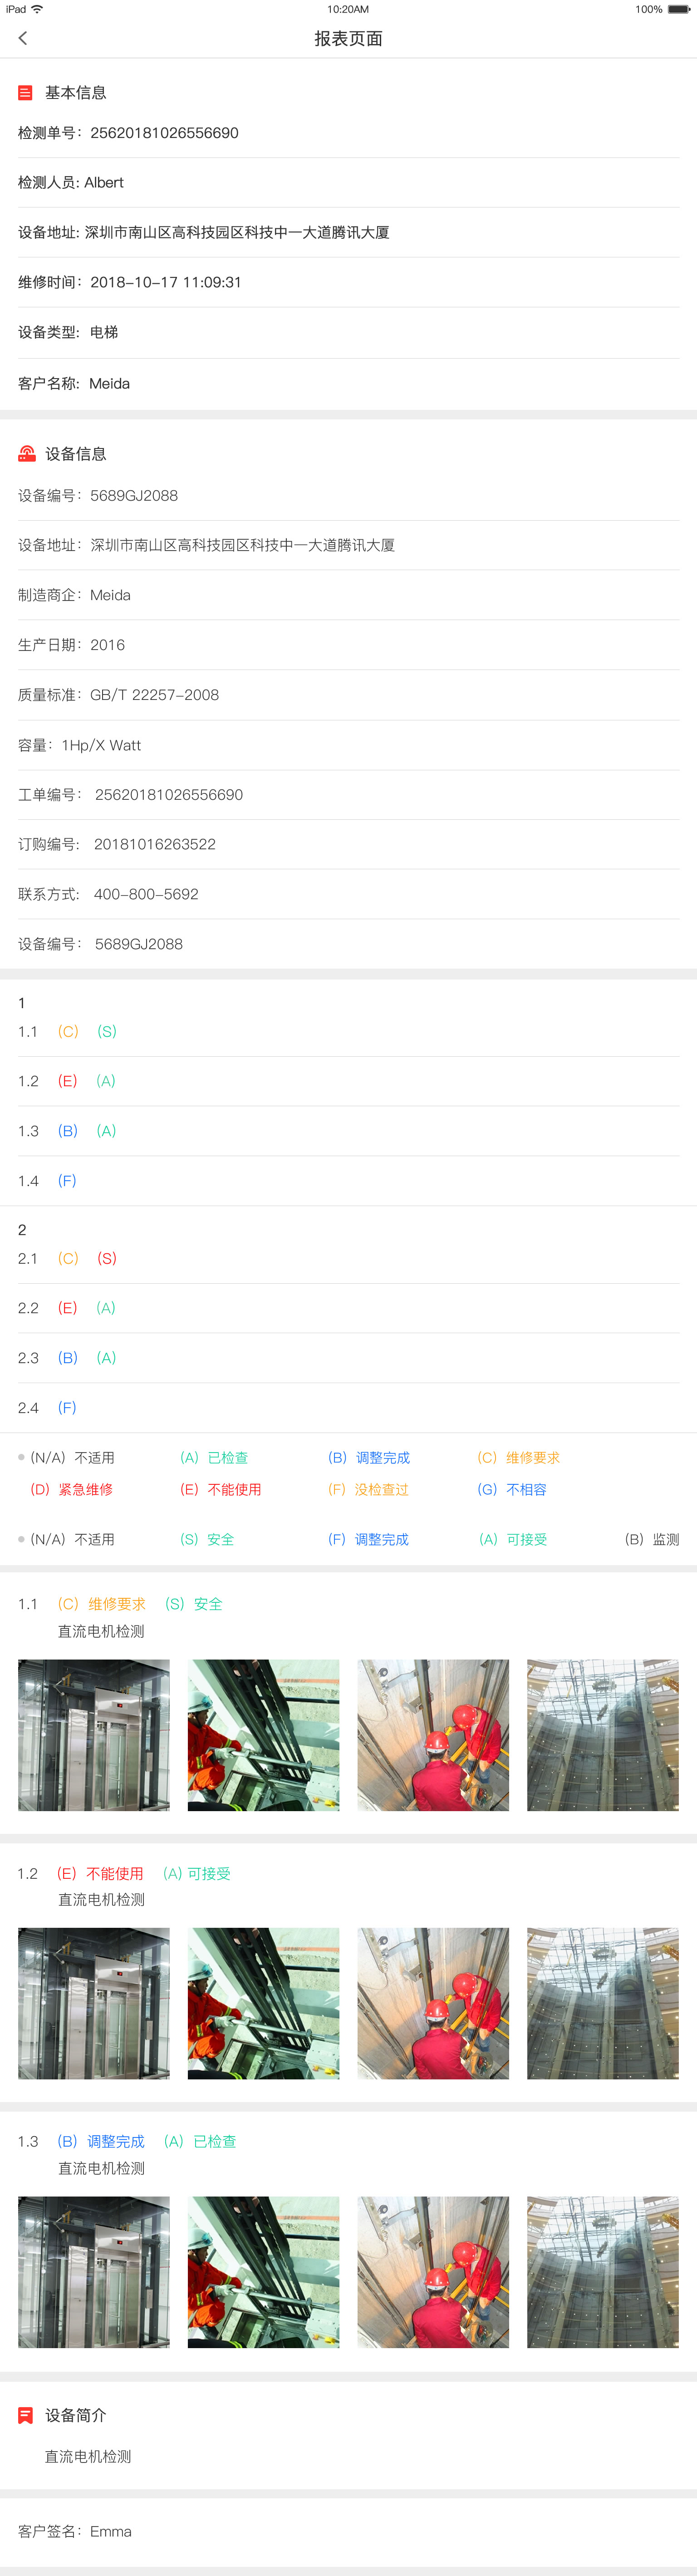 iPad 10:20AM 100%
报表页面
基本信息
检测单号：25620181026556690
检测人员: Albert
设备地址: 深圳市南山区高科技园区科技中一大道腾讯大厦
维修时间：2018-10-17 11:09:31
设备类型：电梯
客户名称：Meida
设备信息
设备编号：5689GJ2088
设备地址：深圳市南山区高科技园区科技中一大道腾讯大厦
制造商企：Meida
生产日期：2016
质量标准：GB/T 22257-2008
容量：1Hp/X Watt
工单编号： 25620181026556690
订购编号： 20181016263522
联系方式： 400-800-5692
设备编号： 5689GJ2088
1
1.1 （C） （S）
1.2 （E） （A）
1.3 （B） （A）
1.4 （F）
2
2.1 （C） （S）
2.2 （E） （A）
2.3 （B） （A）
2.4 （F）
（N/A）不适用 （A）已检查 （B）调整完成 （C）维修要求
（D）紧急维修 （E）不能使用 （F）没检查过 （G）不相容
（N/A）不适用 （S）安全 （F）调整完成 （A）可接受 （B）监测
1.1 （C）维修要求 （S）安全
直流电机检测
1.2 （E）不能使用 （A）可接受
直流电机检测
1.3 （B）调整完成 （A）已检查
直流电机检测
设备简介
直流电机检测
客户签名：Emma